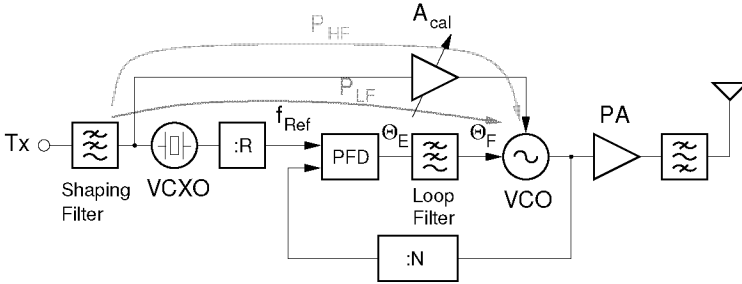 P_HF
A_cal
P_LF
f_Ref
Θ_E
Θ_F
PA
Tx
:R
PFD
Shaping
Filter
VCXO
Loop
Filter
VCO
:N